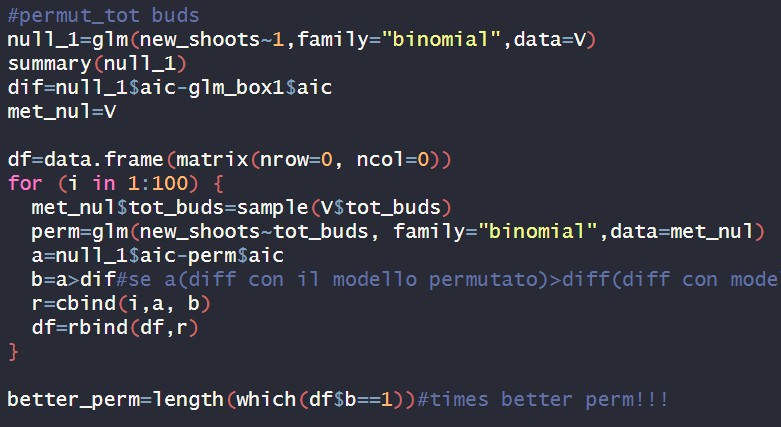 #permut_tot buds
null_1=glm(new_shoots~1,family="binomial",data=V)
summary(null_1)
dif=null_1$aic-glm_box1$aic
met_nul=V
df=data.frame(matrix(nrow=0, ncol=0))
for (i in 1:100) {
met_nul$tot_buds=sample(V$tot_buds)
perm=glm(new_shoots~tot_buds, family="binomial",data=met_nul)
a=null_1$aic-perm$aic
b=a>dif#se a(diff con il modello permutato)>diff(diff con mode
r=cbind(i,a, b)
df=rbind(df,r)
}
better_perm=length(which(df$b==1))#times better perm!!!